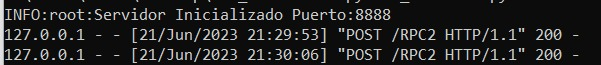 INFO:root:Servidor Inicializado Puerto:8888
127.0.0.1 - - [21/Jun/2023 21:29:53] "POST /RPC2 HTTP/1.1" 200 -
127.0.0.1 - - [21/Jun/2023 21:30:06] "POST /RPC2 HTTP/1.1" 200 -